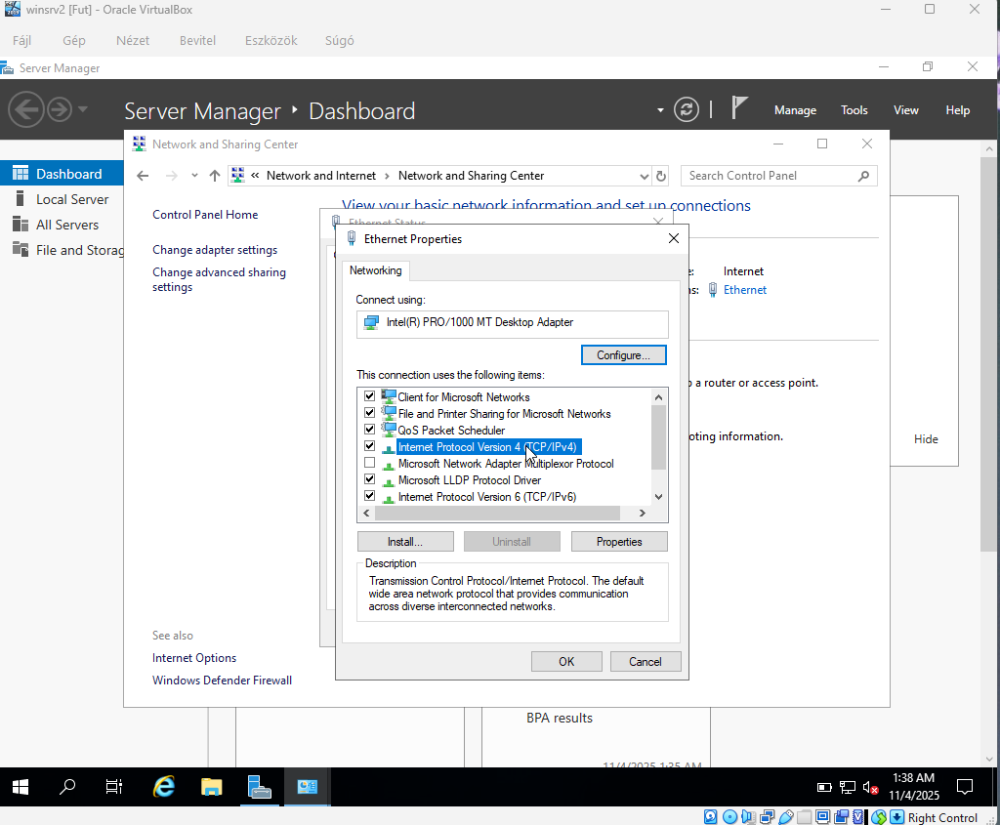 winsrv2 [Fut] - Oracle VirtualBox
Fájl Gép Nézet Bevitel Eszközök Súgó
Server Manager
Server Manager ‣ Dashboard
Manage Tools View Help
Network and Sharing Center
« Network and Internet › Network and Sharing Center
Search Control Panel
Dashboard
Local Server
All Servers
File and Storag
Control Panel Home
Change adapter settings
Change advanced sharing
settings
View your basic network information and set up connections
Ethernet Status
Ethernet Properties
Networking
Connect using:
Intel(R) PRO/1000 MT Desktop Adapter
Configure...
This connection uses the following items:
Client for Microsoft Networks
File and Printer Sharing for Microsoft Networks
QoS Packet Scheduler
Internet Protocol Version 4 (TCP/IPv4)
Microsoft Network Adapter Multiplexor Protocol
Microsoft LLDP Protocol Driver
Internet Protocol Version 6 (TCP/IPv6)
Install... Uninstall Properties
Description
Transmission Control Protocol/Internet Protocol. The default
wide area network protocol that provides communication
across diverse interconnected networks.
OK Cancel
e: Internet
s: Ethernet
a router or access point.
oting information.
Hide
See also
Internet Options
Windows Defender Firewall
BPA results
11/4/2025 1:35 AM
1:38 AM
11/4/2025
Right Control